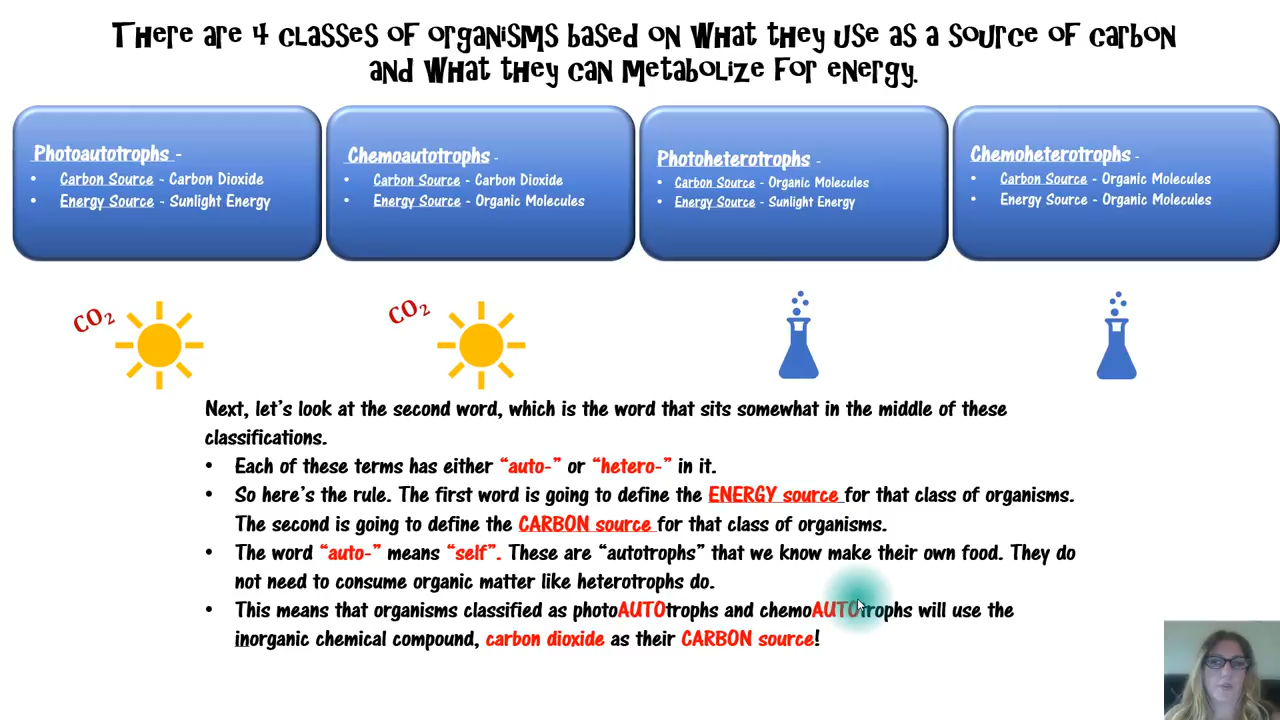 There are 4 classes of organisms based on what they use as a source of carbon
and what they can metabolize for energy.
Photoautotrophs -
• Carbon Source - Carbon Dioxide
• Energy Source - Sunlight Energy
Chemoautotrophs -
• Carbon Source - Carbon Dioxide
• Energy Source - Organic Molecules
Photoheterotrophs -
• Carbon Source - Organic Molecules
• Energy Source - Sunlight Energy
Chemoheterotrophs -
• Carbon Source - Organic Molecules
• Energy Source - Organic Molecules
CO₂
CO₂
Next, let's look at the second word, which is the word that sits somewhat in the middle of these
classifications.
• Each of these terms has either "auto-" or "hetero-" in it.
• So here's the rule. The first word is going to define the ENERGY source for that class of organisms.
The second is going to define the CARBON source for that class of organisms.
• The word "auto-" means "self". These are "autotrophs" that we know make their own food. They do
not need to consume organic matter like heterotrophs do.
• This means that organisms classified as photoAUTOtrophs and chemoAUTOtrophs will use the
inorganic chemical compound, carbon dioxide as their CARBON source!